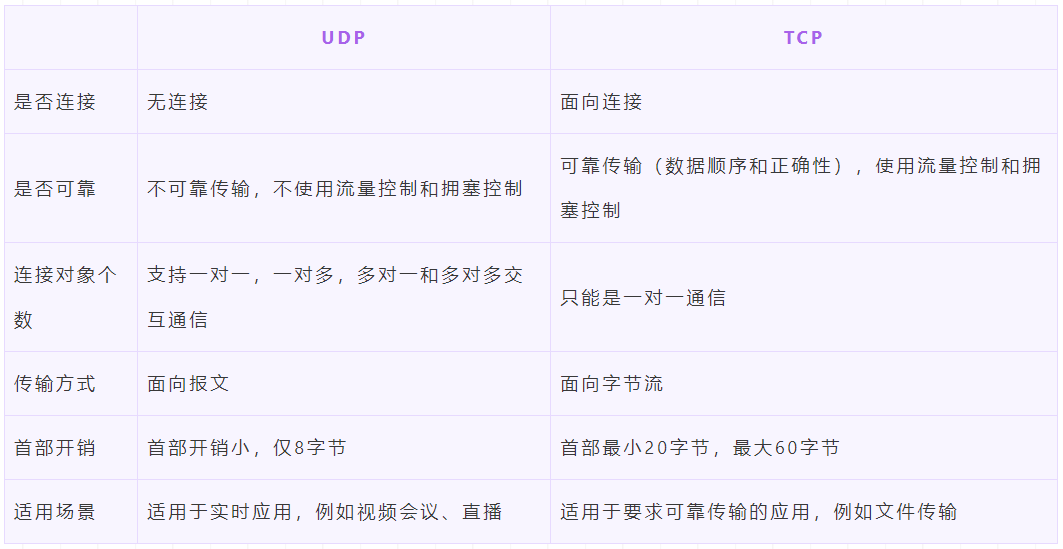 UDP TCP
是否连接 无连接 面向连接
是否可靠 不可靠传输，不使用流量控制和拥塞控制 可靠传输（数据顺序和正确性），使用流量控制和拥
塞控制
连接对象个
数
支持一对一，一对多，多对一和多对多交
互通信
只能是一对一通信
传输方式 面向报文 面向字节流
首部开销 首部开销小，仅8字节 首部最小20字节，最大60字节
适用场景 适用于实时应用，例如视频会议、直播 适用于要求可靠传输的应用，例如文件传输